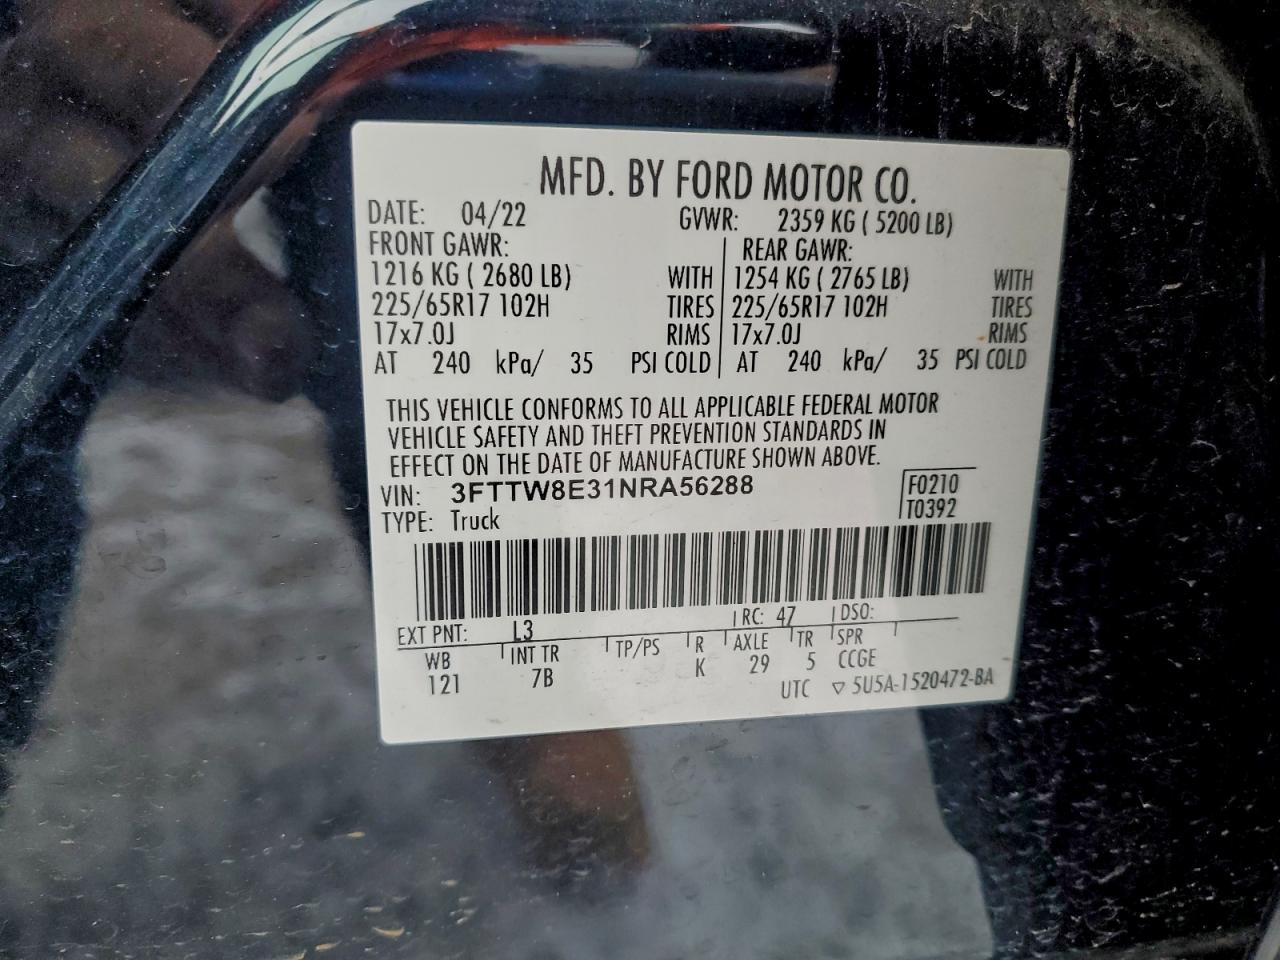 MFD. BY FORD MOTOR CO.
DATE: 04/22 GVWR: 2359 KG ( 5200 LB)
FRONT GAWR: REAR GAWR:
1216 KG ( 2680 LB) WITH 1254 KG ( 2765 LB) WITH
225/65R17 102H TIRES 225/65R17 102H TIRES
17x7.0J RIMS 17x7.0J RIMS
AT 240 kPa/ 35 PSI COLD AT 240 kPa/ 35 PSI COLD
THIS VEHICLE CONFORMS TO ALL APPLICABLE FEDERAL MOTOR
VEHICLE SAFETY AND THEFT PREVENTION STANDARDS IN
EFFECT ON THE DATE OF MANUFACTURE SHOWN ABOVE.
VIN: 3FTTW8E31NRA56288 F0210
TYPE: Truck T0392
EXT PNT: L3 RC: 47 DSO:
WB INT TR TP/PS R AXLE TR SPR
121 7B K 29 5 CCGE
UTC ▽ 5U5A-1520472-BA